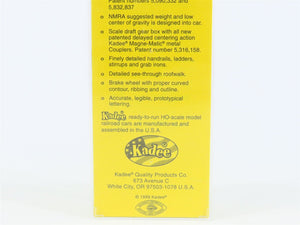 Patent numbers 5,090,332 and
5,832,837
NMRA suggested weight and low
center of gravity is designed into car.
Scale draft gear box with all new
patented delayed centering action
Kadee® Magne-Matic® metal
Couplers. Patent number 5,316,158.
Finely detailed handrails, ladders,
stirrups and grab irons.
Detailed see-through roofwalk.
Brake wheel with proper curved
contour, ribbing and outline.
Accurate, legible, prototypical
lettering.
Kadee ready-to-run HO-scale model
railroad cars are manufactured and
assembled in the U.S.A.
Kadee
Kadee® Quality Products Co.
673 Avenue C
White City, OR 97503-1078 U.S.A.
© 1999 Kadee®